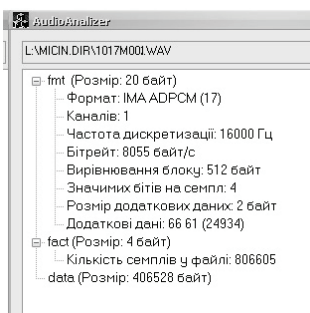 AudioAnalizer
L:\MICIN.DIR\1017M001.WAV
fmt (Розмір: 20 байт)
Формат: IMA ADPCM (17)
Каналів: 1
Частота дискретизації: 16000 Гц
Бітрейт: 8055 байт/с
Вирівнювання блоку: 512 байт
Значимих бітів на семпл: 4
Розмір додаткових даних: 2 байт
Додаткові дані: 66 61 (24934)
fact (Розмір: 4 байт)
Кількість семплів у файлі: 806605
data (Розмір: 406528 байт)